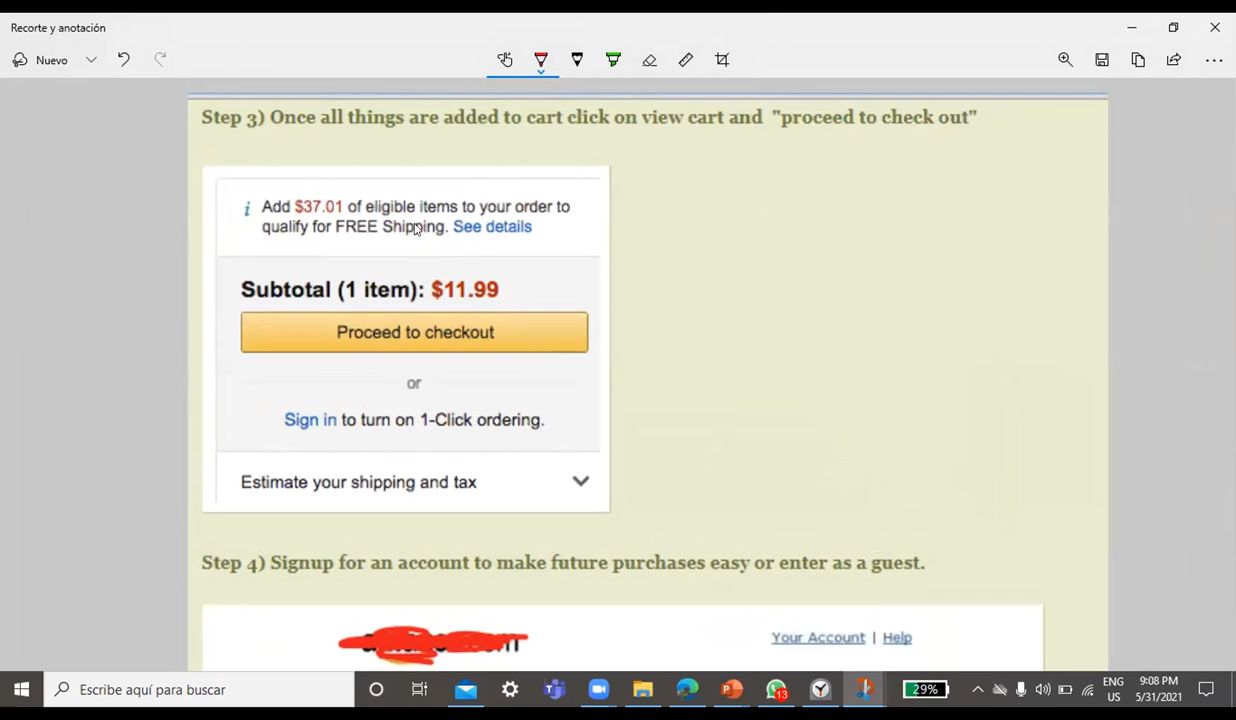 Recorte y anotación
Nuevo
Step 3) Once all things are added to cart click on view cart and "proceed to check out"
i Add $37.01 of eligible items to your order to
qualify for FREE Shipping. See details
Subtotal (1 item): $11.99
Proceed to checkout
or
Sign in to turn on 1-Click ordering.
Estimate your shipping and tax
Step 4) Signup for an account to make future purchases easy or enter as a guest.
Your Account | Help
Escribe aquí para buscar
13
29%
ENG
US
9:08 PM
5/31/2021